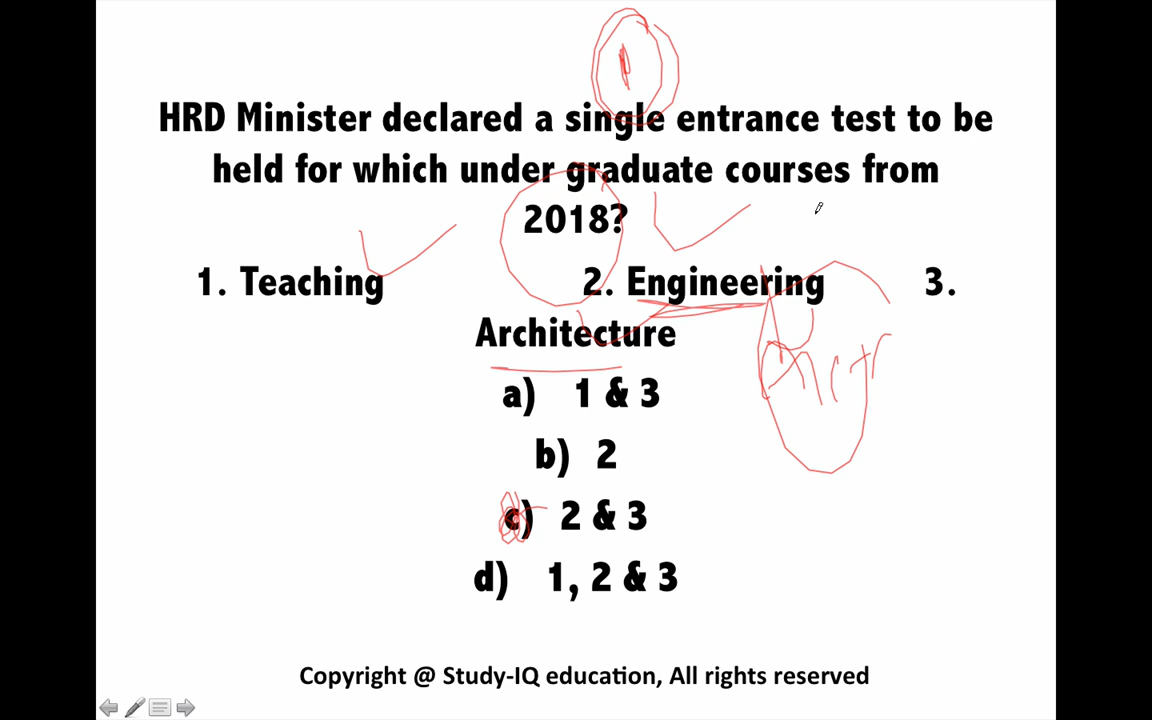 HRD Minister declared a single entrance test to be
held for which under graduate courses from
2018?
1. Teaching 2. Engineering 3.
Architecture
a) 1 & 3
b) 2
c) 2 & 3
d) 1, 2 & 3
Copyright @ Study-IQ education, All rights reserved